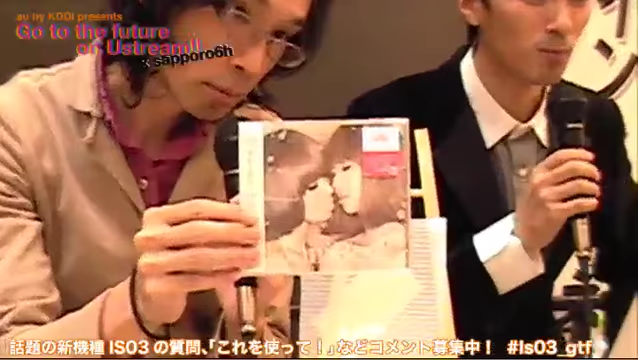 au by KDDI presents
Go to the future
on Ustream!!
× sapporo6h
話題の新機種 IS03 の質問、「これを使って!」などコメント募集中! #Is03_gtf